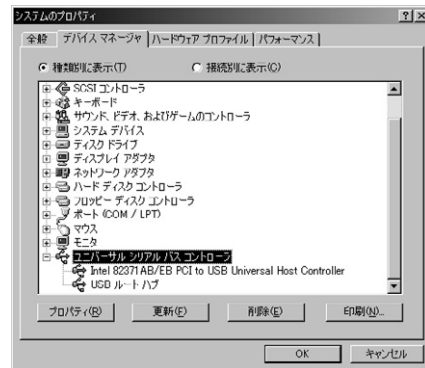 システムのプロパティ
全般 デバイス マネージャ ハードウェア プロファイル パフォーマンス
種類別に表示(T) 接続別に表示(C)
SCSI コントローラ
キーボード
サウンド、ビデオ、およびゲームのコントローラ
システム デバイス
ディスク ドライブ
ディスプレイ アダプタ
ネットワーク アダプタ
ハード ディスク コントローラ
フロッピー ディスク コントローラ
ポート (COM / LPT)
マウス
モニタ
ユニバーサル シリアル バス コントローラ
Intel 82371AB/EB PCI to USB Universal Host Controller
USB ルート ハブ
プロパティ(R) 更新(F) 削除(E) 印刷(N)...
OK キャンセル